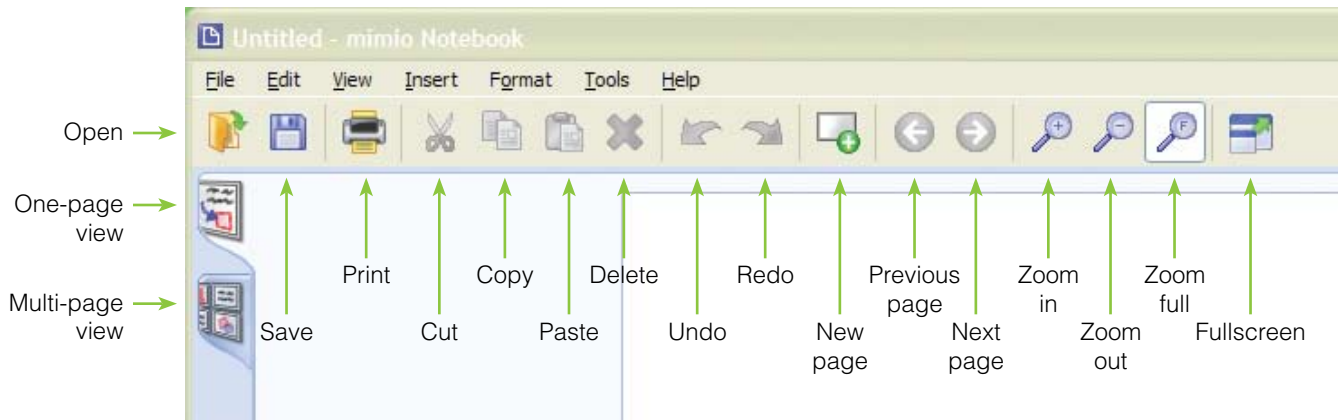 Untitled - mimio Notebook
File Edit View Insert Format Tools Help
Open
One-page
view
Multi-page
view
Print Copy Delete Redo Previous
page Zoom
in Zoom
full
Save Cut Paste Undo New
page Next
page Zoom
out Fullscreen